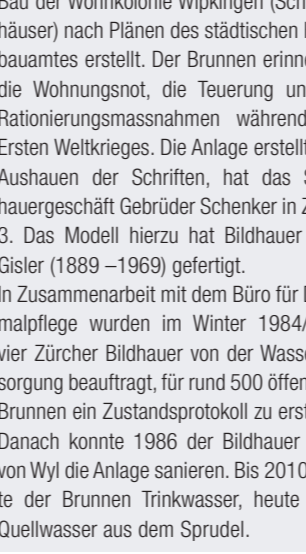 Bau der Wohnkolonie Wipkingen (Sch
häuser) nach Plänen des städtischen
bauamtes erstellt. Der Brunnen erinne
die Wohnungsnot, die Teuerung un
Rationierungsmassnahmen während
Ersten Weltkrieges. Die Anlage erstellt
Aushauen der Schriften, hat das S
hauergeschäft Gebrüder Schenker in Z
3. Das Modell hierzu hat Bildhauer
Gisler (1889 –1969) gefertigt.
In Zusammenarbeit mit dem Büro für D
malpflege wurden im Winter 1984/
vier Zürcher Bildhauer von der Wasse
sorgung beauftragt, für rund 500 öffen
Brunnen ein Zustandsprotokoll zu erst
Danach konnte 1986 der Bildhauer
von Wyl die Anlage sanieren. Bis 2010
te der Brunnen Trinkwasser, heute
Quellwasser aus dem Sprudel.